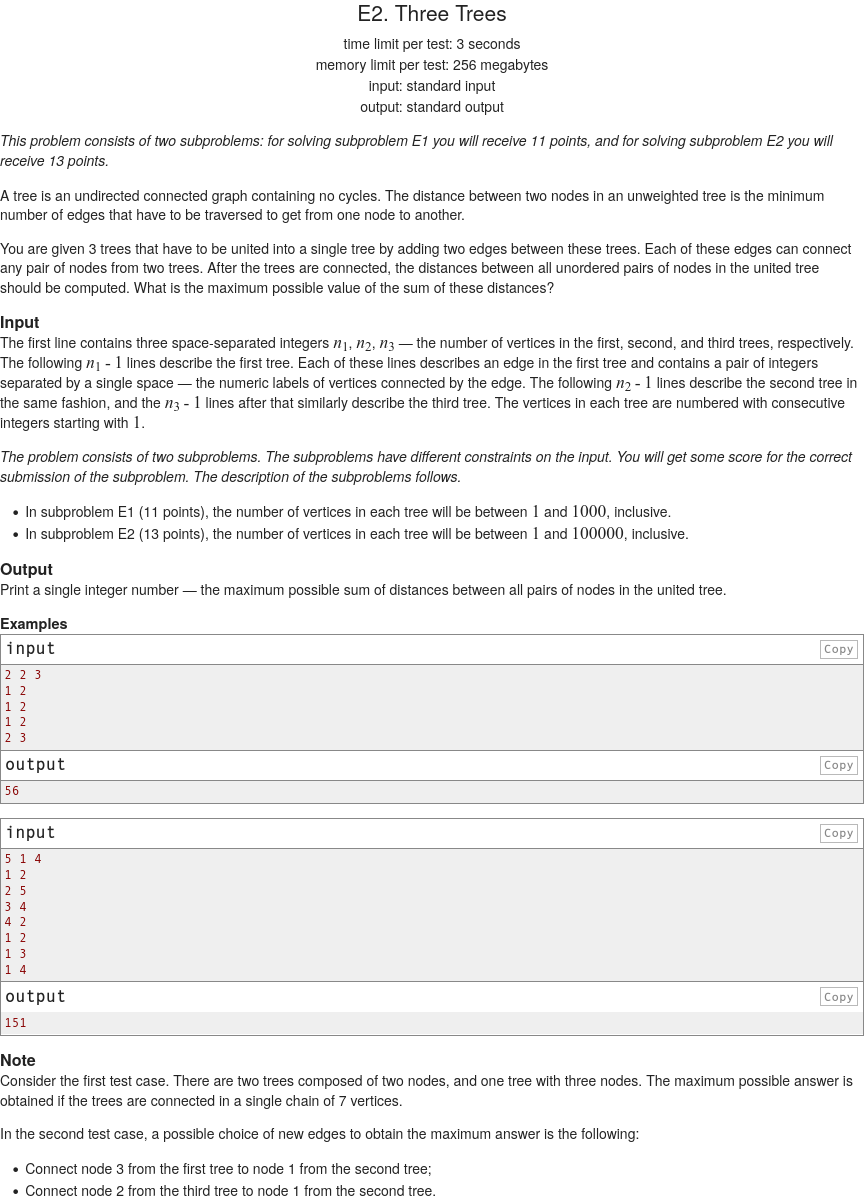 E2. Three Trees
time limit per test: 3 seconds
memory limit per test: 256 megabytes
input: standard input
output: standard output
This problem consists of two subproblems: for solving subproblem E1 you will receive 11 points, and for solving subproblem E2 you will
receive 13 points.
A tree is an undirected connected graph containing no cycles. The distance between two nodes in an unweighted tree is the minimum
number of edges that have to be traversed to get from one node to another.
You are given 3 trees that have to be united into a single tree by adding two edges between these trees. Each of these edges can connect
any pair of nodes from two trees. After the trees are connected, the distances between all unordered pairs of nodes in the united tree
should be computed. What is the maximum possible value of the sum of these distances?
Input
The first line contains three space-separated integers n1, n2, n3 — the number of vertices in the first, second, and third trees, respectively.
The following n1 - 1 lines describe the first tree. Each of these lines describes an edge in the first tree and contains a pair of integers
separated by a single space — the numeric labels of vertices connected by the edge. The following n2 - 1 lines describe the second tree in
the same fashion, and the n3 - 1 lines after that similarly describe the third tree. The vertices in each tree are numbered with consecutive
integers starting with 1.
The problem consists of two subproblems. The subproblems have different constraints on the input. You will get some score for the correct
submission of the subproblem. The description of the subproblems follows.
• In subproblem E1 (11 points), the number of vertices in each tree will be between 1 and 1000, inclusive.
• In subproblem E2 (13 points), the number of vertices in each tree will be between 1 and 100000, inclusive.
Output
Print a single integer number — the maximum possible sum of distances between all pairs of nodes in the united tree.
Examples
input Copy
2 2 3
1 2
1 2
1 2
2 3
output Copy
56
input Copy
5 1 4
1 2
2 5
3 4
4 2
1 2
1 3
1 4
output Copy
151
Note
Consider the first test case. There are two trees composed of two nodes, and one tree with three nodes. The maximum possible answer is
obtained if the trees are connected in a single chain of 7 vertices.
In the second test case, a possible choice of new edges to obtain the maximum answer is the following:
• Connect node 3 from the first tree to node 1 from the second tree;
• Connect node 2 from the third tree to node 1 from the second tree.